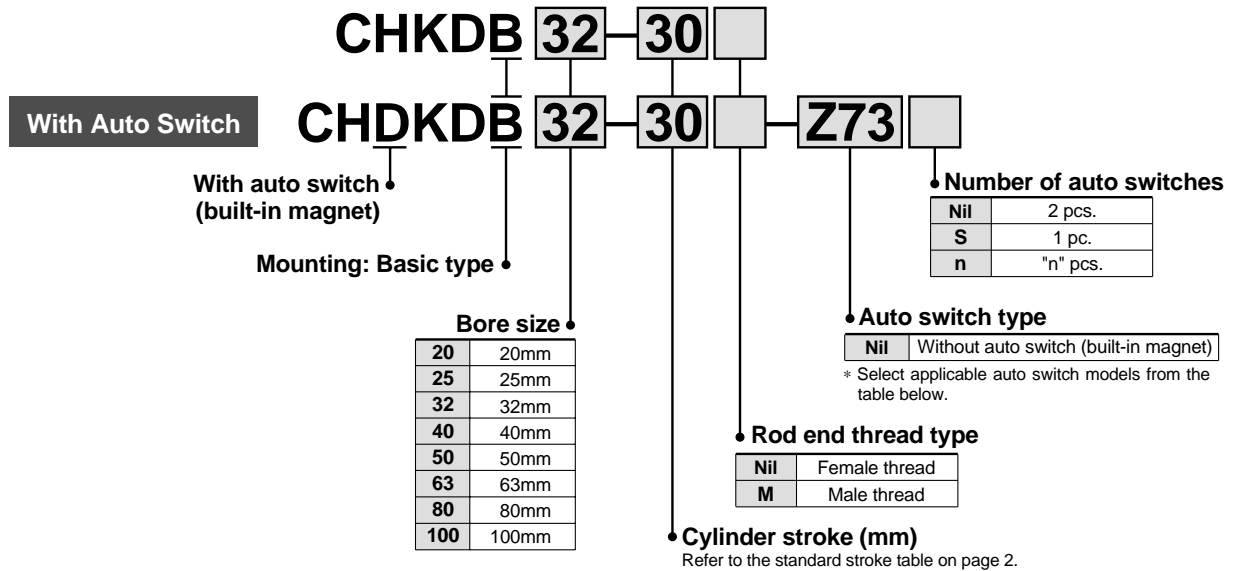 CHKDB 32-30
With Auto Switch
CHDKDB 32-30 -Z73
With auto switch
(built-in magnet)
Mounting: Basic type
Bore size
20 20mm
25 25mm
32 32mm
40 40mm
50 50mm
63 63mm
80 80mm
100 100mm
Number of auto switches
Nil 2 pcs.
S 1 pc.
n "n" pcs.
Auto switch type
Nil Without auto switch (built-in magnet)
* Select applicable auto switch models from the
table below.
Rod end thread type
Nil Female thread
M Male thread
Cylinder stroke (mm)
Refer to the standard stroke table on page 2.